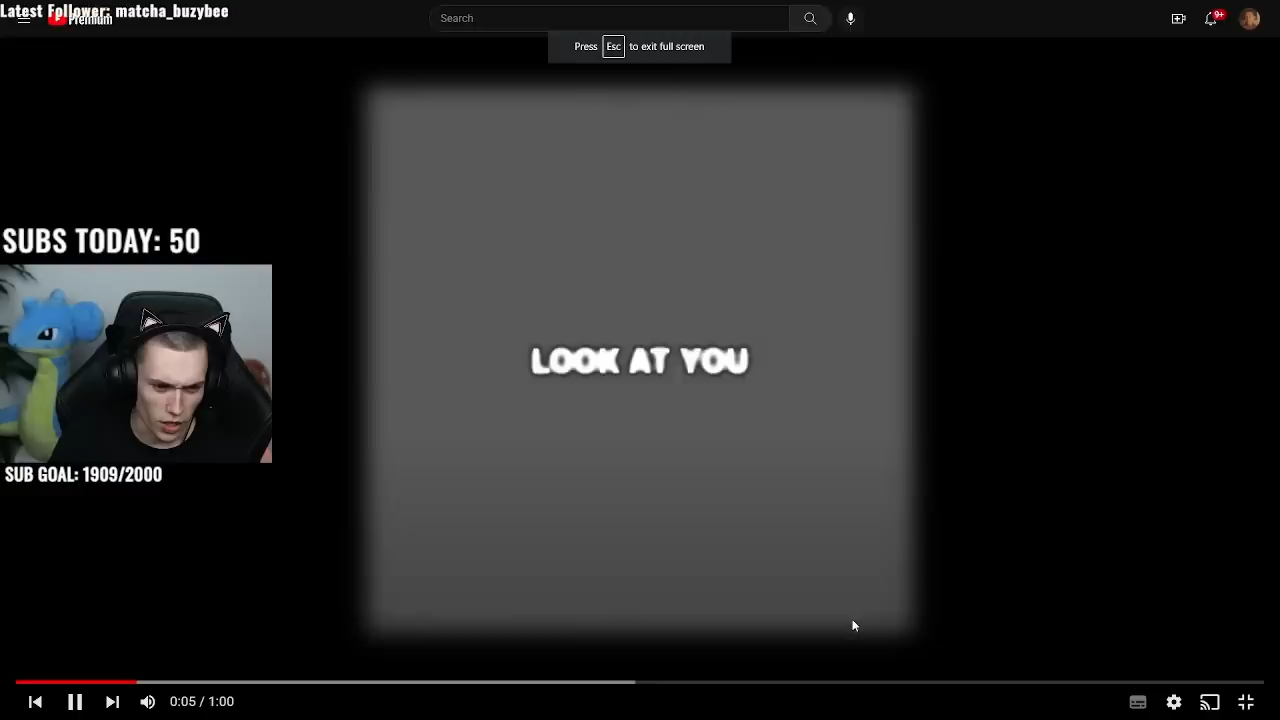 Latest Follower: matcha_buzybee
Premium
Search
9+
Press Esc to exit full screen
SUBS TODAY: 50
LOOK AT YOU
SUB GOAL: 1909/2000
0:05 / 1:00